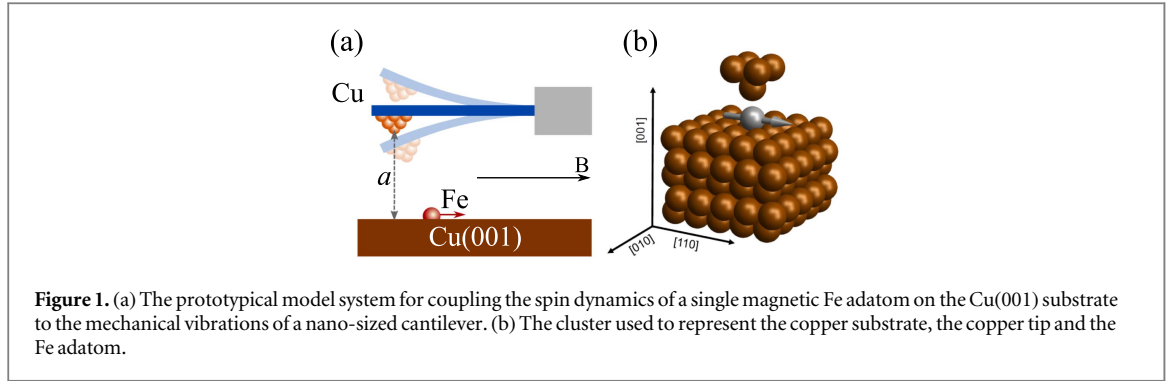 (a)
(b)
Cu
a
B
Fe
Cu(001)
[001]
[010]
[110]
Figure 1. (a) The prototypical model system for coupling the spin dynamics of a single magnetic Fe adatom on the Cu(001) substrate
to the mechanical vibrations of a nano-sized cantilever. (b) The cluster used to represent the copper substrate, the copper tip and the
Fe adatom.